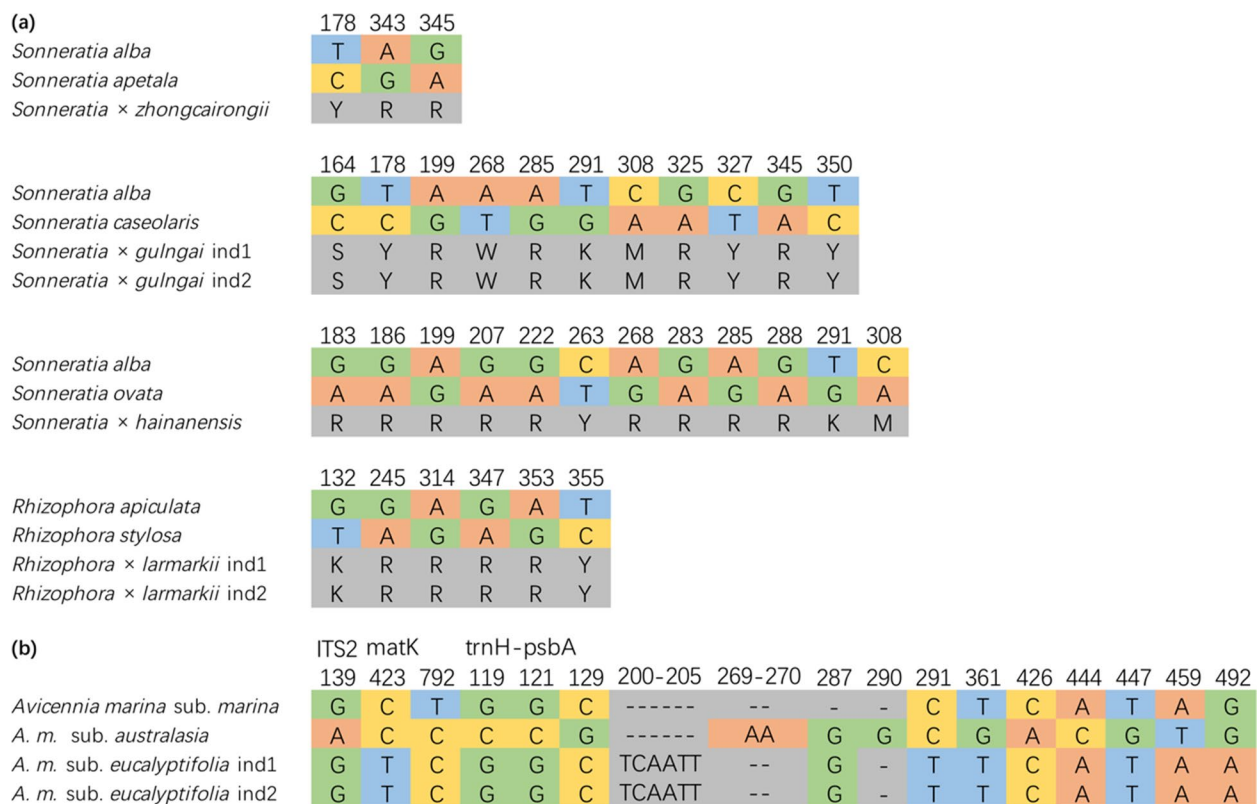 (a) 178 343 345
Sonneratia alba T A G
Sonneratia apetala C G A
Sonneratia × zhongcairongii Y R R
164 178 199 268 285 291 308 325 327 345 350
Sonneratia alba G T A A A T C G C G T
Sonneratia caseolaris C C G T G G A A T A C
Sonneratia × gulngai ind1 S Y R W R K M R Y R Y
Sonneratia × gulngai ind2 S Y R W R K M R Y R Y
183 186 199 207 222 263 268 283 285 288 291 308
Sonneratia alba G G A G G C A G A G T C
Sonneratia ovata A A G A A T G A G A G A
Sonneratia × hainanensis R R R R R Y R R R R K M
132 245 314 347 353 355
Rhizophora apiculata G G A G A T
Rhizophora stylosa T A G A G C
Rhizophora × larmarkii ind1 K R R R R Y
Rhizophora × larmarkii ind2 K R R R R Y
(b) ITS2 matK trnH-psbA
139 423 792 119 121 129 200-205 269-270 287 290 291 361 426 444 447 459 492
Avicennia marina sub. marina G C T G G C ------ -- - - C T C A T A G
A. m. sub. australasia A C C C C G ------ AA G G C G A C G T G
A. m. sub. eucalyptifolia ind1 G T C G G C TCAATT -- G - T T C A T A A
A. m. sub. eucalyptifolia ind2 G T C G G C TCAATT -- G - T T C A T A A